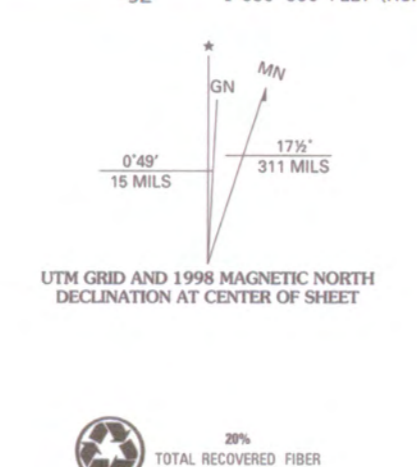 GN
MN
0°49′
15 MILS
17½°
311 MILS
UTM GRID AND 1998 MAGNETIC NORTH
DECLINATION AT CENTER OF SHEET
20%
TOTAL RECOVERED FIBER